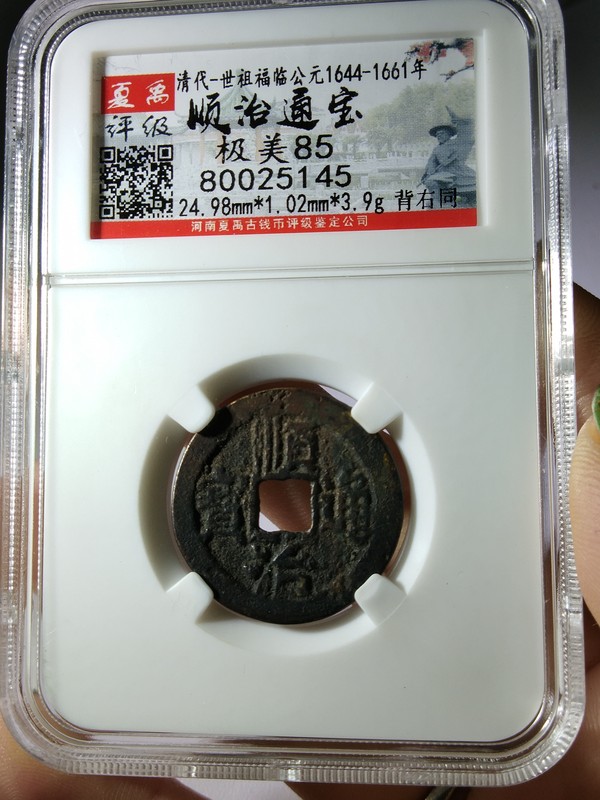 夏禹
评级
清代-世祖福临公元1644-1661年
顺治通宝
极美85
80025145
24.98mm*1.02mm*3.9g 背右同
河南夏禹古钱币评级鉴定公司
順治通寶